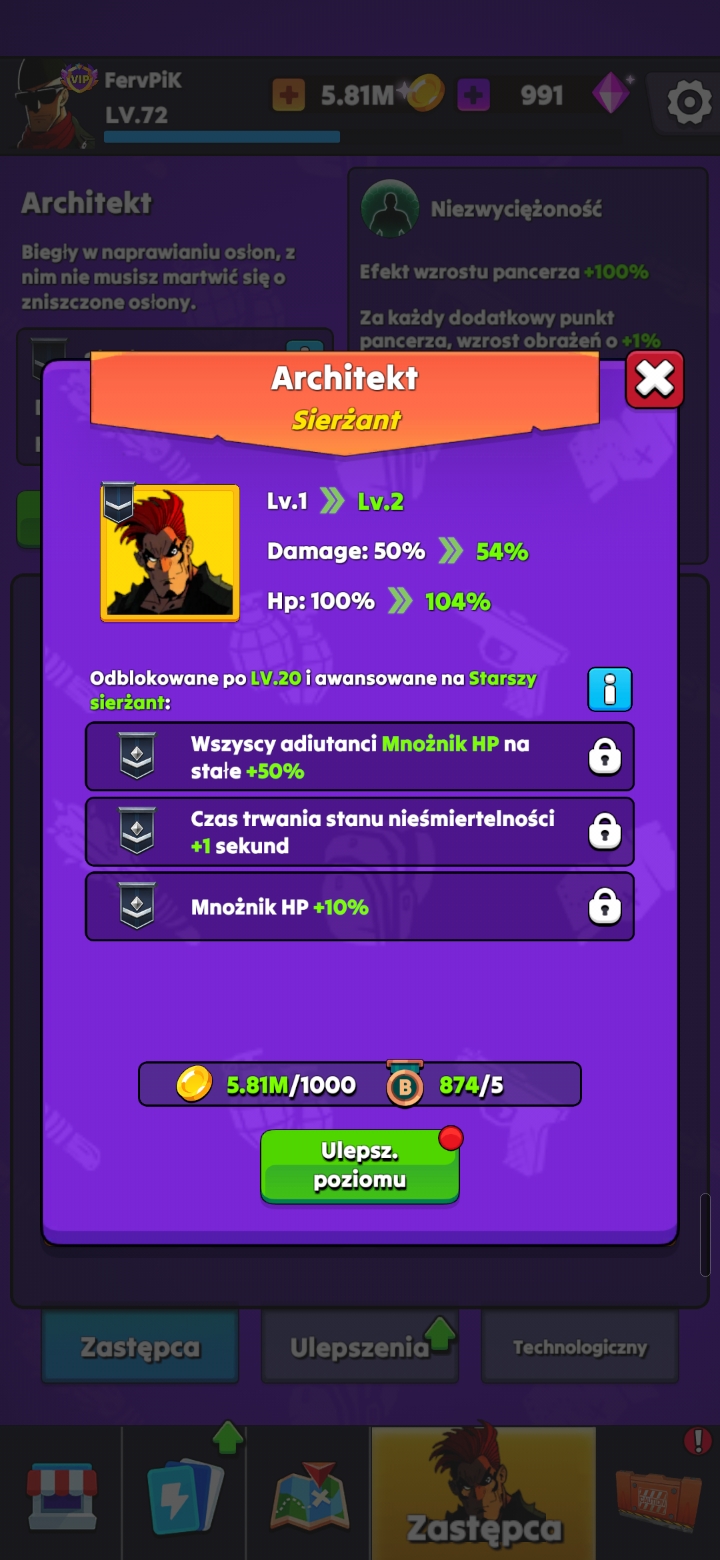 VIP
FervPiK
LV.72
5.81M
991
Architekt
Biegły w naprawianiu osłon, z
nim nie musisz martwić się o
zniszczone osłony.
Niezwyciężoność
Efekt wzrostu pancerza +100%
Za każdy dodatkowy punkt
pancerza, wzrost obrażeń o +1%
Architekt
Sierżant
Lv.1 Lv.2
Damage: 50% 54%
Hp: 100% 104%
Odblokowane po LV.20 i awansowane na Starszy
sierżant:
Wszyscy adiutanci Mnożnik HP na
stałe +50%
Czas trwania stanu nieśmiertelności
+1 sekund
Mnożnik HP +10%
5.81M/1000 B 874/5
Ulepsz.
poziomu
Zastępca
Ulepszenia
Technologiczny
Zastępca